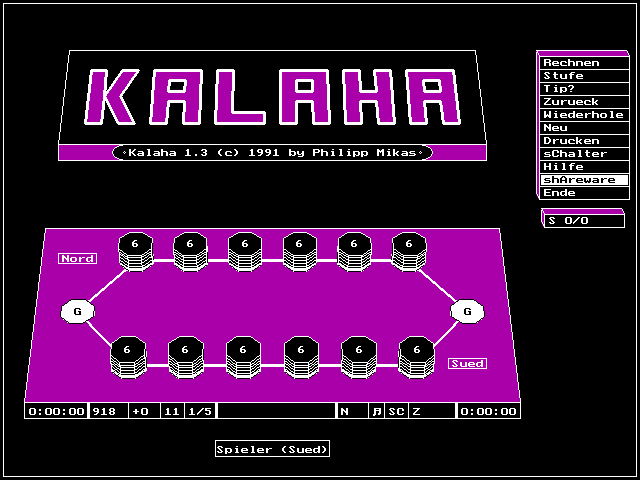 KALAHA
·Kalaha 1.3 (c) 1991 by Philipp Mikas·
Rechnen
Stufe
Tip?
Zurueck
Wiederhole
Neu
Drucken
sChalter
Hilfe
shAreware
Ende
S 0/0
6 6 6 6 6 6
Nord
G G
6 6 6 6 6 6
Sued
0:00:00 918 +0 11 1/5 N ♬ SC Z 0:00:00
Spieler (Sued)